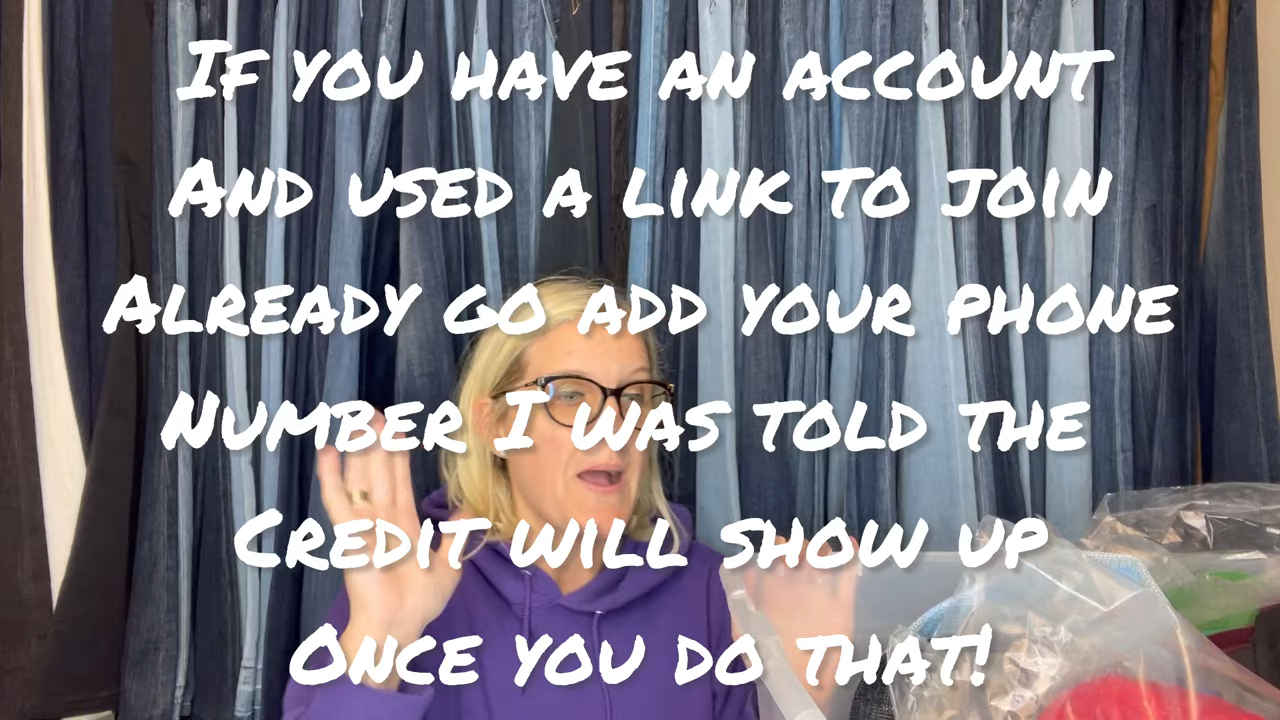 If you have an account
And used a link to join
Already go add your phone
Number I was told the
Credit will show up
Once you do that!